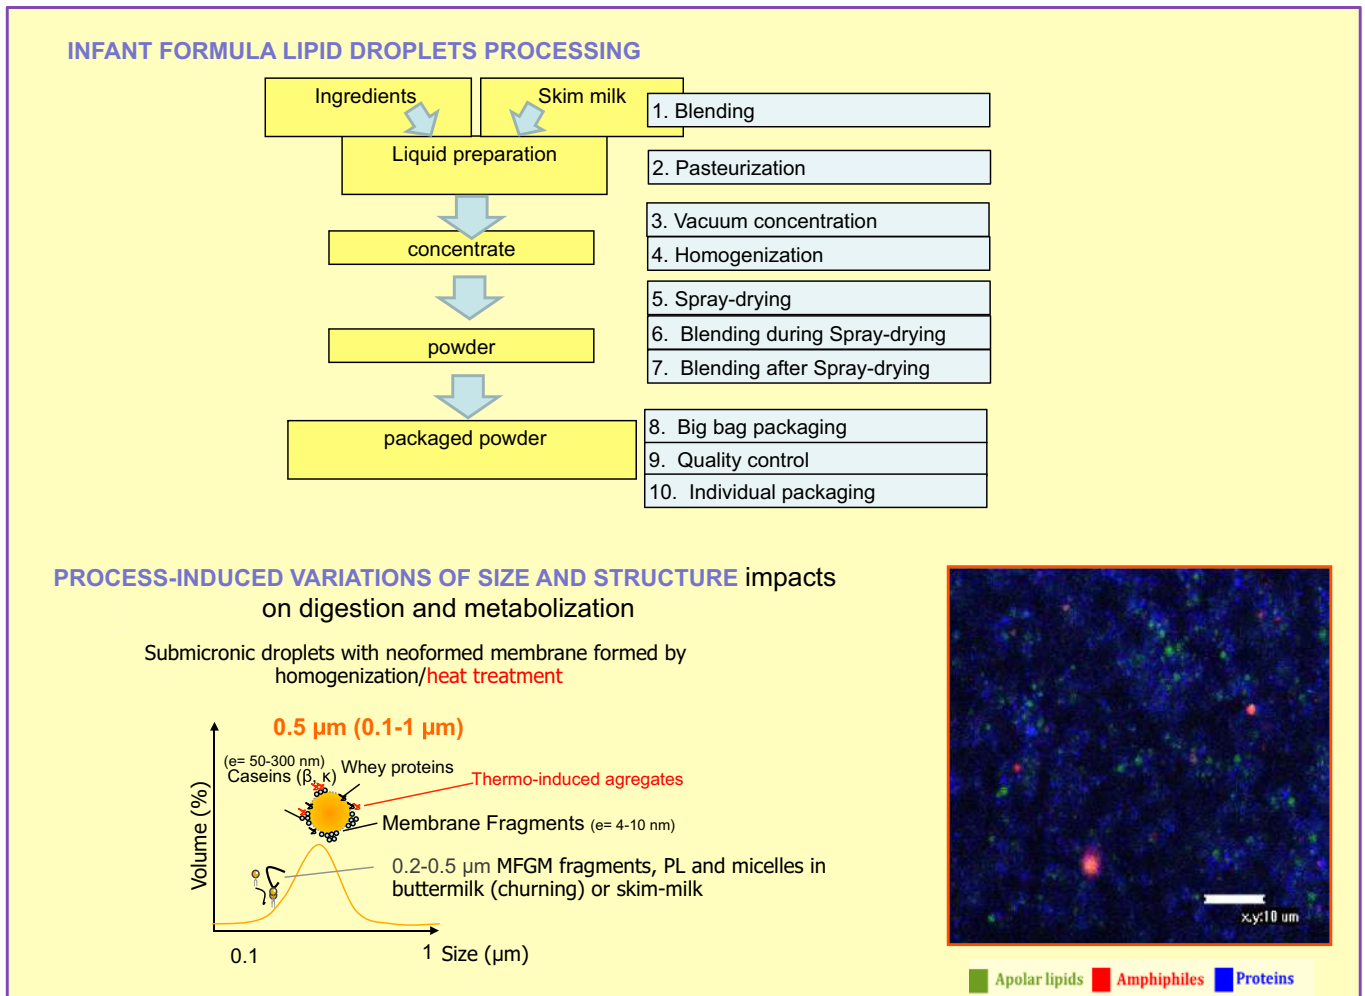 INFANT FORMULA LIPID DROPLETS PROCESSING
Ingredients
Skim milk
Liquid preparation
concentrate
powder
packaged powder
1. Blending
2. Pasteurization
3. Vacuum concentration
4. Homogenization
5. Spray-drying
6. Blending during Spray-drying
7. Blending after Spray-drying
8. Big bag packaging
9. Quality control
10. Individual packaging
PROCESS-INDUCED VARIATIONS OF SIZE AND STRUCTURE impacts
on digestion and metabolization
Submicronic droplets with neoformed membrane formed by
homogenization/heat treatment
0.5 µm (0.1-1 µm)
(e= 50-300 nm)
Caseins (β, κ)
Whey proteins
Thermo-induced agregates
Membrane Fragments (e= 4-10 nm)
0.2-0.5 µm MFGM fragments, PL and micelles in
buttermilk (churning) or skim-milk
Volume (%)
0.1
1
Size (µm)
x,y:10 um
Apolar lipids
Amphiphiles
Proteins